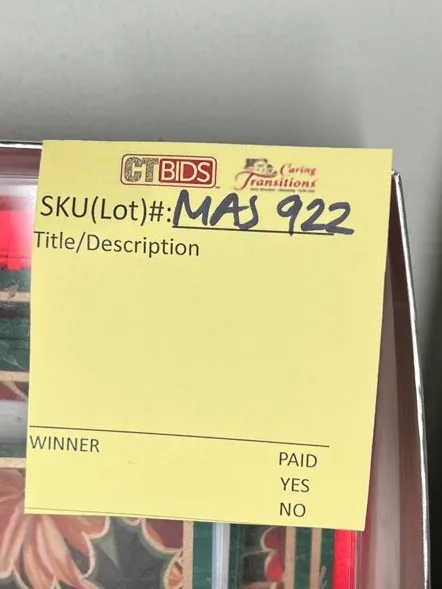 CTBIDS Caring Transitions
SKU(Lot)#: MAS 922
Title/Description
WINNER
PAID
YES
NO